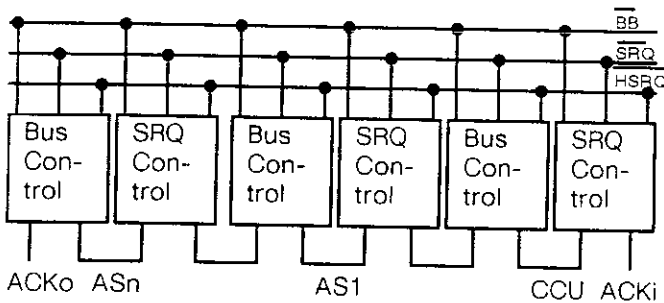 BB
SRQ
HSRQ
Bus
Con-
trol
SRQ
Con-
trol
Bus
Con-
trol
SRQ
Con-
trol
Bus
Con-
trol
SRQ
Con-
trol
ACKo ASn AS1 CCU ACKi